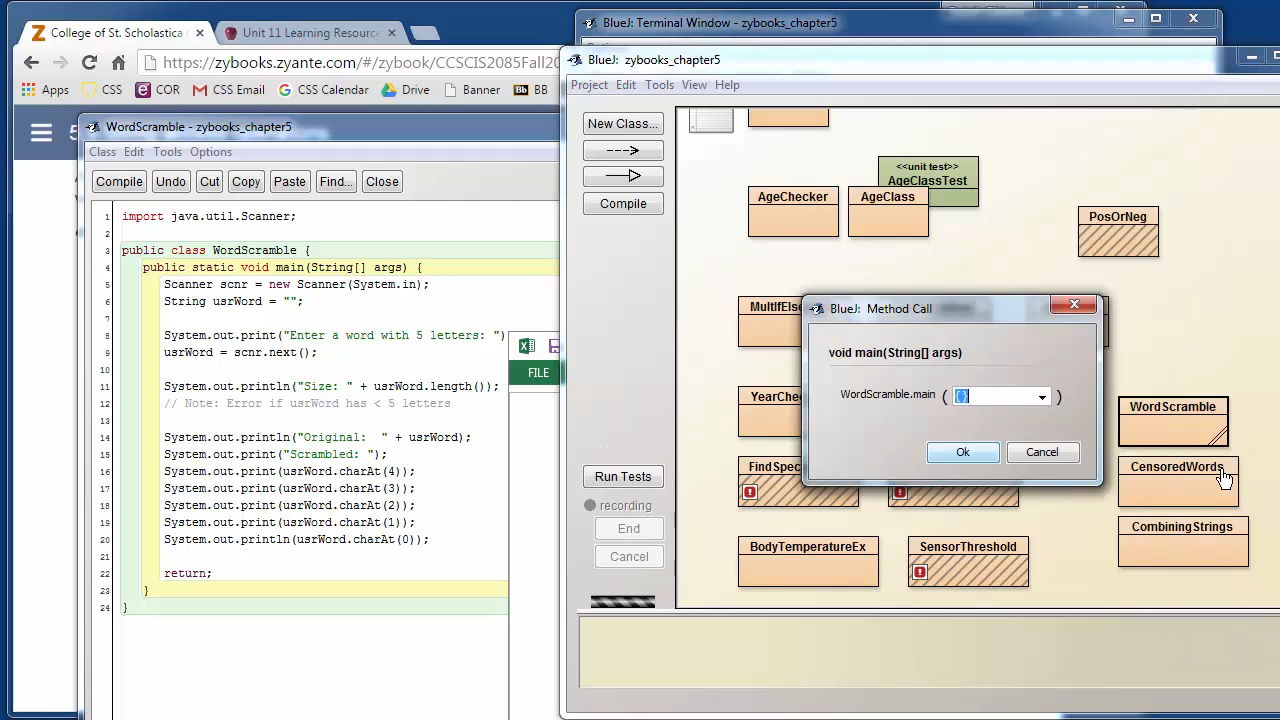 College of St. Scholastica
Unit 11 Learning Resource
https://zybooks.zyante.com/#/zybook/CCSCIS2085Fall20
Apps
CSS
COR
CSS Email
CSS Calendar
Drive
Banner
BB
5
WordScramble - zybooks_chapter5
Class Edit Tools Options
Compile Undo Cut Copy Paste Find... Close
1 import java.util.Scanner;
2
3 public class WordScramble {
4 public static void main(String[] args) {
5 Scanner scnr = new Scanner(System.in);
6 String usrWord = "";
7
8 System.out.print("Enter a word with 5 letters: ")
9 usrWord = scnr.next();
10
11 System.out.println("Size: " + usrWord.length());
12 // Note: Error if usrWord has < 5 letters
13
14 System.out.println("Original:  " + usrWord);
15 System.out.print("Scrambled: ");
16 System.out.print(usrWord.charAt(4));
17 System.out.print(usrWord.charAt(3));
18 System.out.print(usrWord.charAt(2));
19 System.out.print(usrWord.charAt(1));
20 System.out.println(usrWord.charAt(0));
21
22 return;
23 }
24 }
FILE
BlueJ: Terminal Window - zybooks_chapter5
BlueJ: zybooks_chapter5
Project Edit Tools View Help
New Class...
Compile
Run Tests
recording
End
Cancel
<<unit test>>
AgeClassTest
AgeChecker
AgeClass
PosOrNeg
MultIfElse
YearChe
FindSpec
BodyTemperatureEx
SensorThreshold
WordScramble
CensoredWords
CombiningStrings
BlueJ: Method Call
void main(String[] args)
WordScramble.main ( {} )
Ok
Cancel